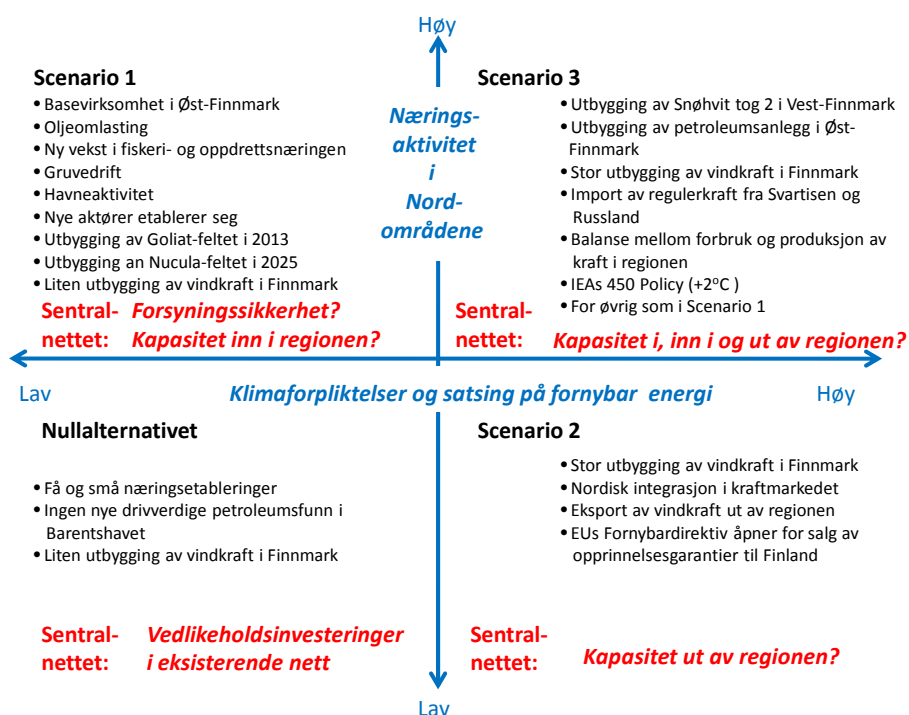 Høy
Scenario 1
• Basevirksomhet i Øst-Finnmark
• Oljeomlasting
• Ny vekst i fiskeri- og oppdrettsnæringen
• Gruvedrift
• Havneaktivitet
• Nye aktører etablerer seg
• Utbygging av Goliat-feltet i 2013
• Utbygging an Nucula-feltet i 2025
• Liten utbygging av vindkraft i Finnmark
Sentral- Forsyningssikkerhet?
nettet: Kapasitet inn i regionen?
Nærings-
aktivitet
i
Nord-
områdene
Scenario 3
• Utbygging av Snøhvit tog 2 i Vest-Finnmark
• Utbygging av petroleumsanlegg i Øst-
Finnmark
• Stor utbygging av vindkraft i Finnmark
• Import av regulerkraft fra Svartisen og
Russland
• Balanse mellom forbruk og produksjon av
kraft i regionen
• IEAs 450 Policy (+2°C )
• For øvrig som i Scenario 1
Sentral-
nettet: Kapasitet i, inn i og ut av regionen?
Lav
Klimaforpliktelser og satsing på fornybar energi
Høy
Nullalternativet
• Få og små næringsetableringer
• Ingen nye drivverdige petroleumsfunn i
Barentshavet
• Liten utbygging av vindkraft i Finnmark
Sentral- Vedlikeholdsinvesteringer
nettet: i eksisterende nett
Scenario 2
• Stor utbygging av vindkraft i Finnmark
• Nordisk integrasjon i kraftmarkedet
• Eksport av vindkraft ut av regionen
• EUs Fornybardirektiv åpner for salg av
opprinnelsesgarantier til Finland
Sentral-
nettet: Kapasitet ut av regionen?
Lav